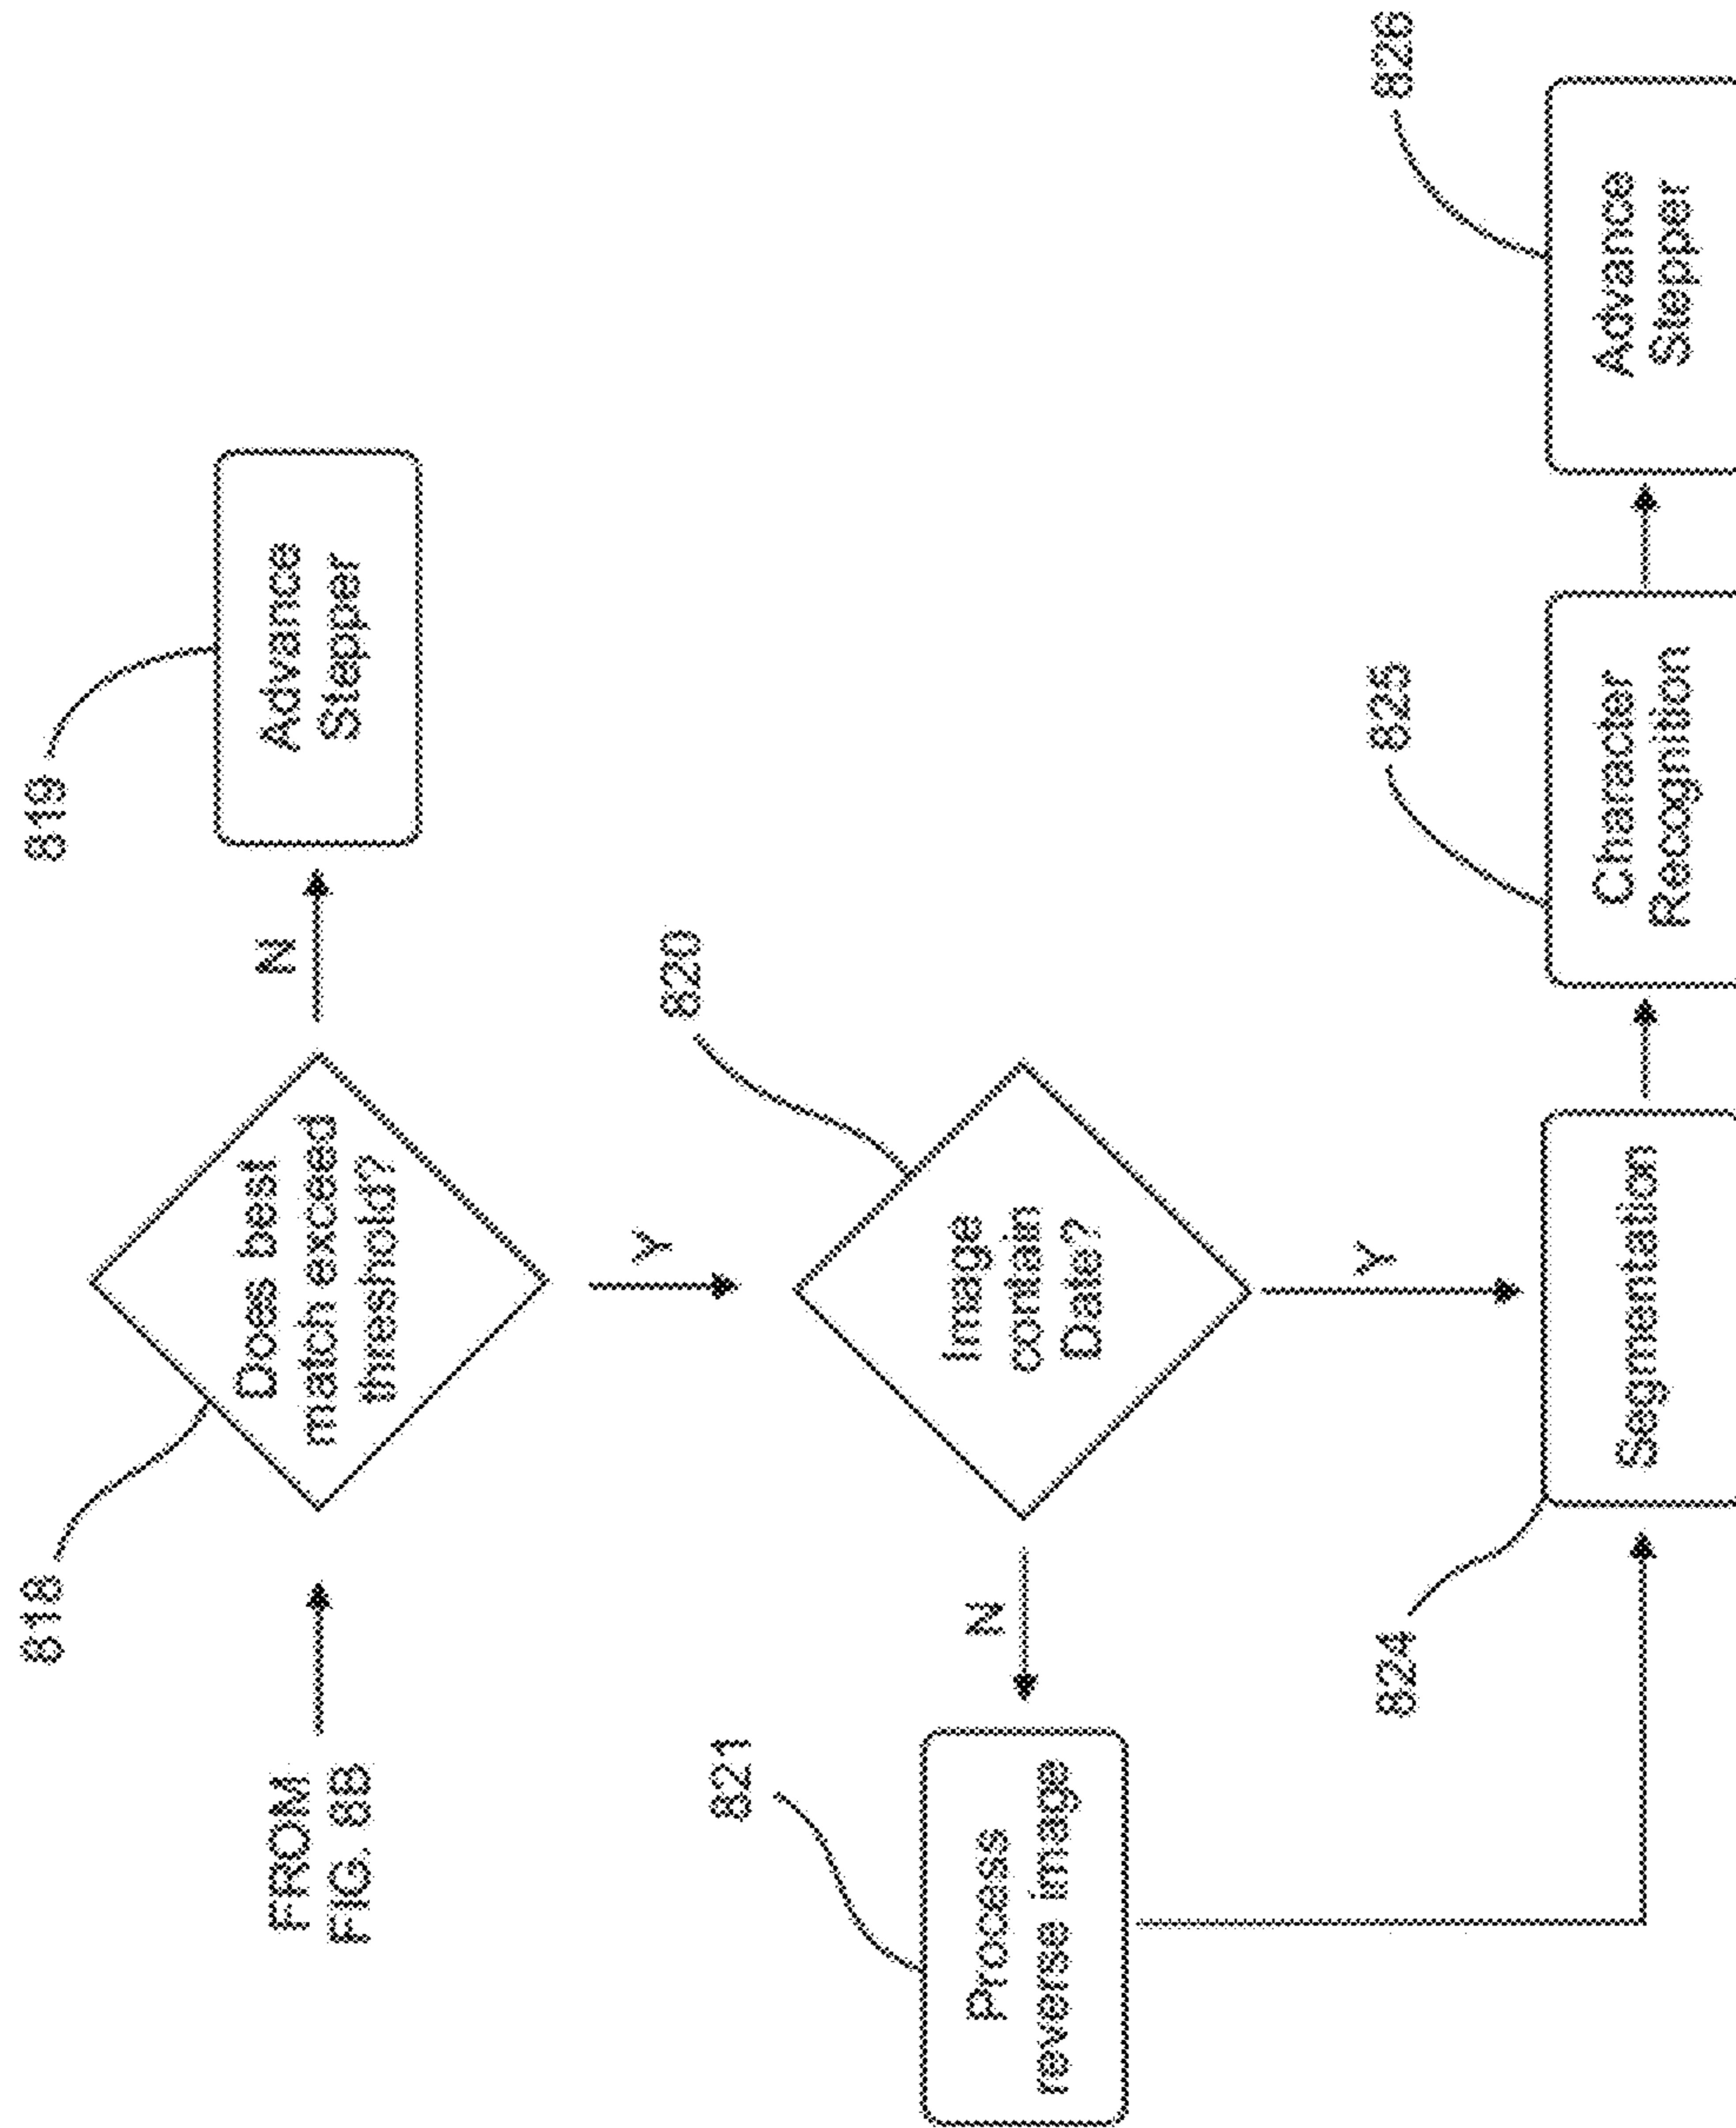 818
819
FROM
FIG. 8B
Does best
match exceed
threshold?
N
Advance
Stepper
Y
821
820
Process
reverse image
N
Image
contain
Date?
Y
824
825
826
Segmentation
Character
Recognition
Advance
Stepper